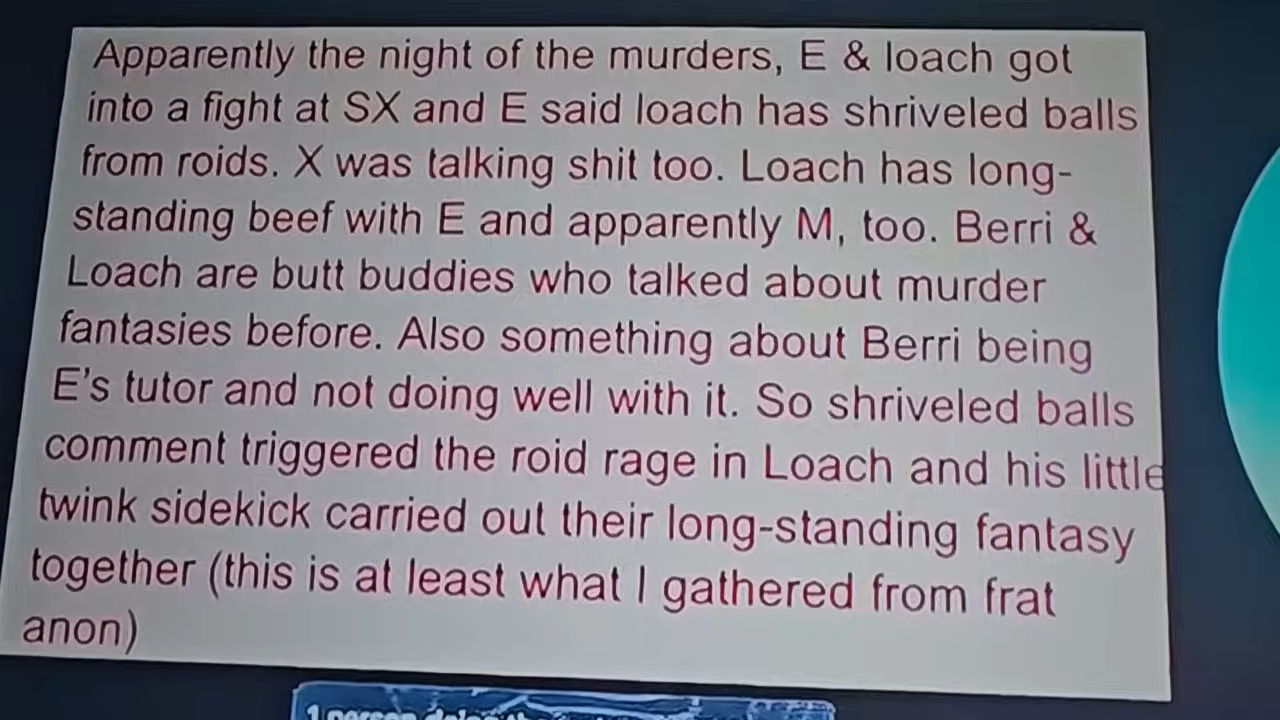 Apparently the night of the murders, E & loach got
into a fight at SX and E said loach has shriveled balls
from roids. X was talking shit too. Loach has long-
standing beef with E and apparently M, too. Berri &
Loach are butt buddies who talked about murder
fantasies before. Also something about Berri being
E's tutor and not doing well with it. So shriveled balls
comment triggered the roid rage in Loach and his little
twink sidekick carried out their long-standing fantasy
together (this is at least what I gathered from frat
anon)
1 person